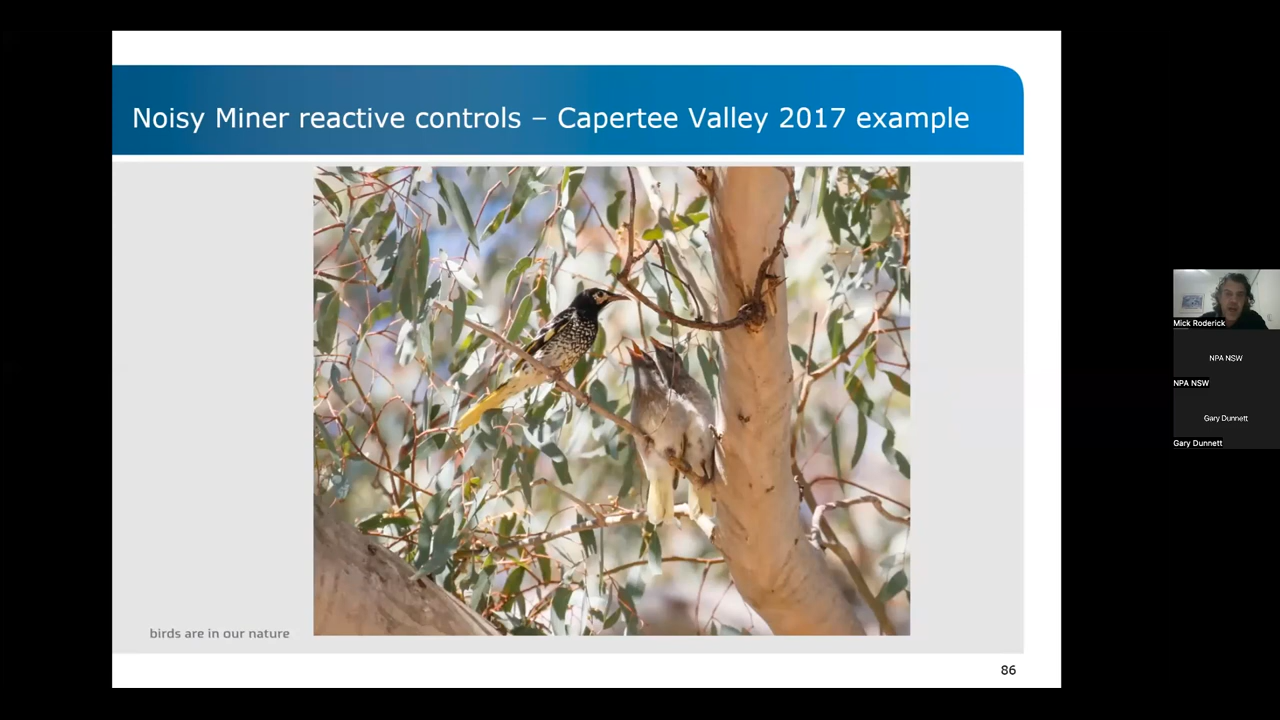 Noisy Miner reactive controls – Capertee Valley 2017 example
birds are in our nature
86
Mick Roderick
NPA NSW
NPA NSW
Gary Dunnett
Gary Dunnett